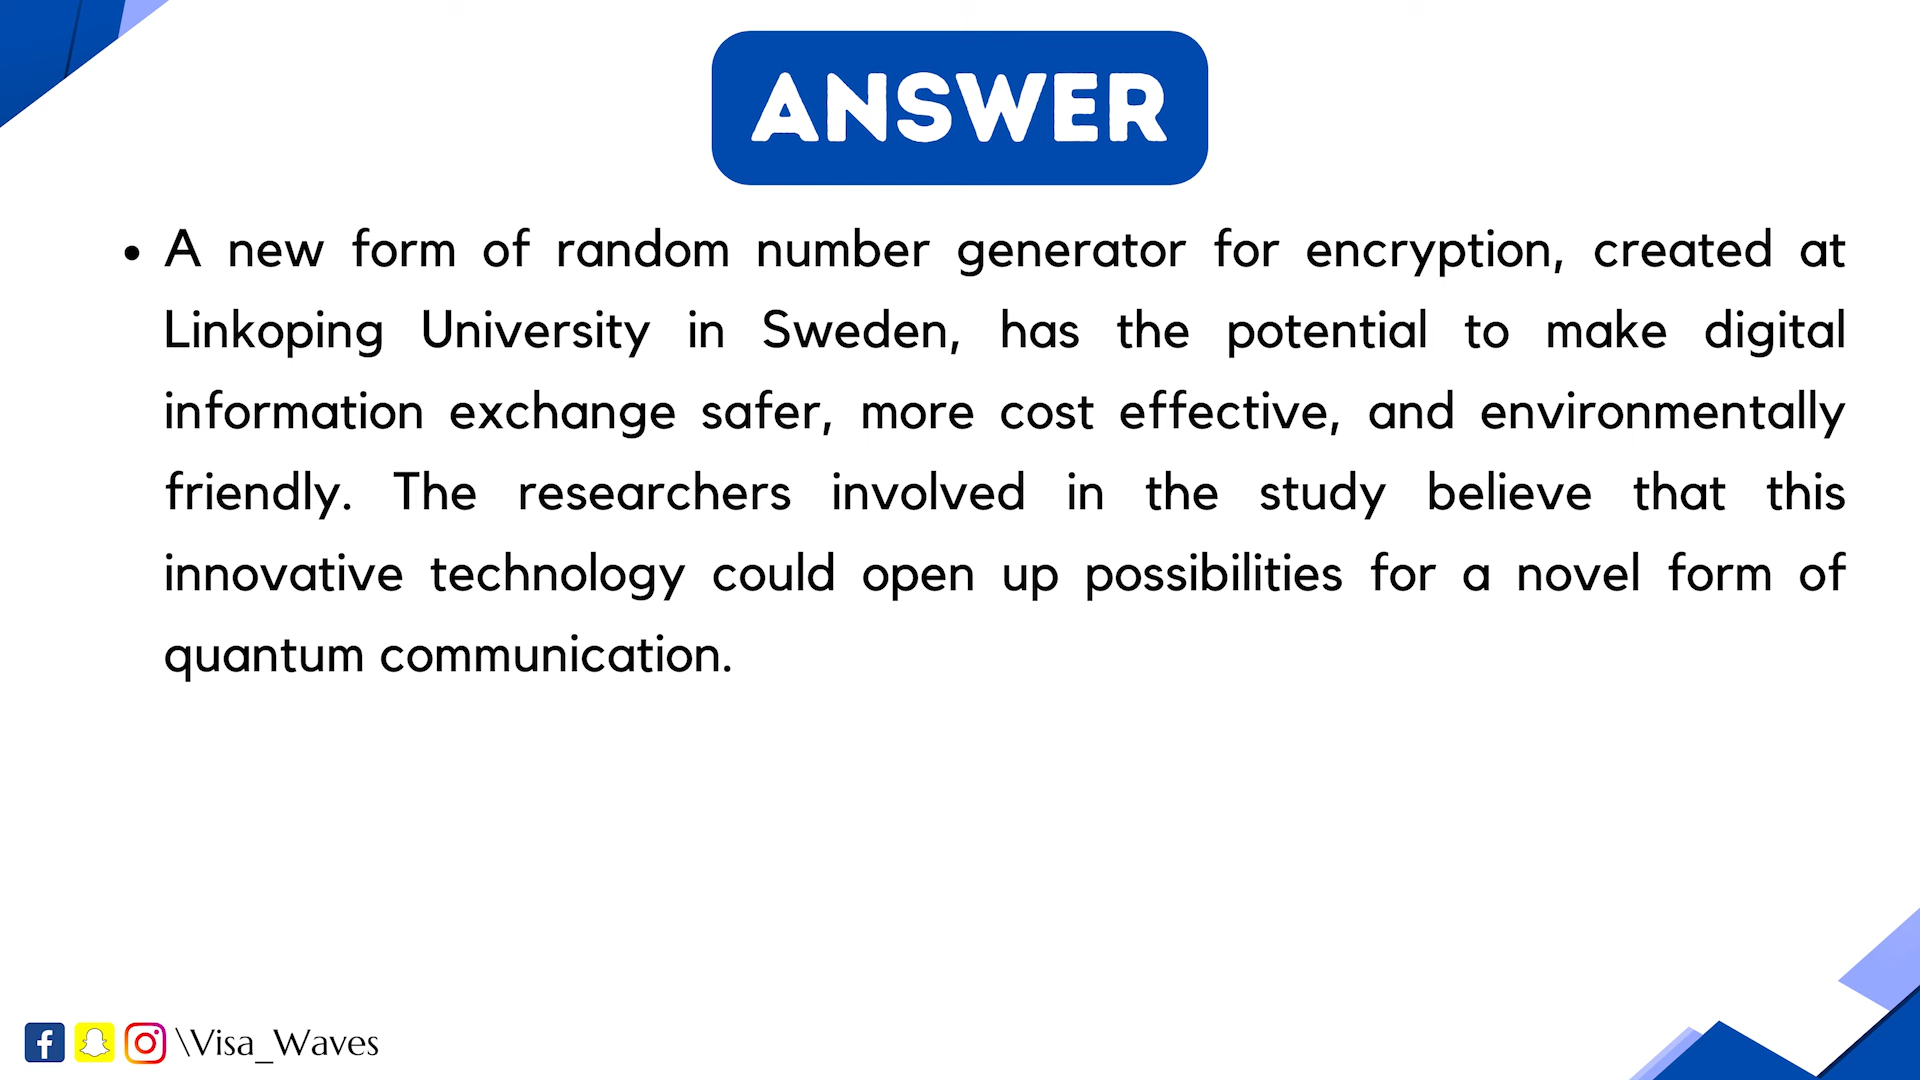 ANSWER
• A new form of random number generator for encryption, created at
Linkoping University in Sweden, has the potential to make digital
information exchange safer, more cost effective, and environmentally
friendly. The researchers involved in the study believe that this
innovative technology could open up possibilities for a novel form of
quantum communication.
\Visa_Waves